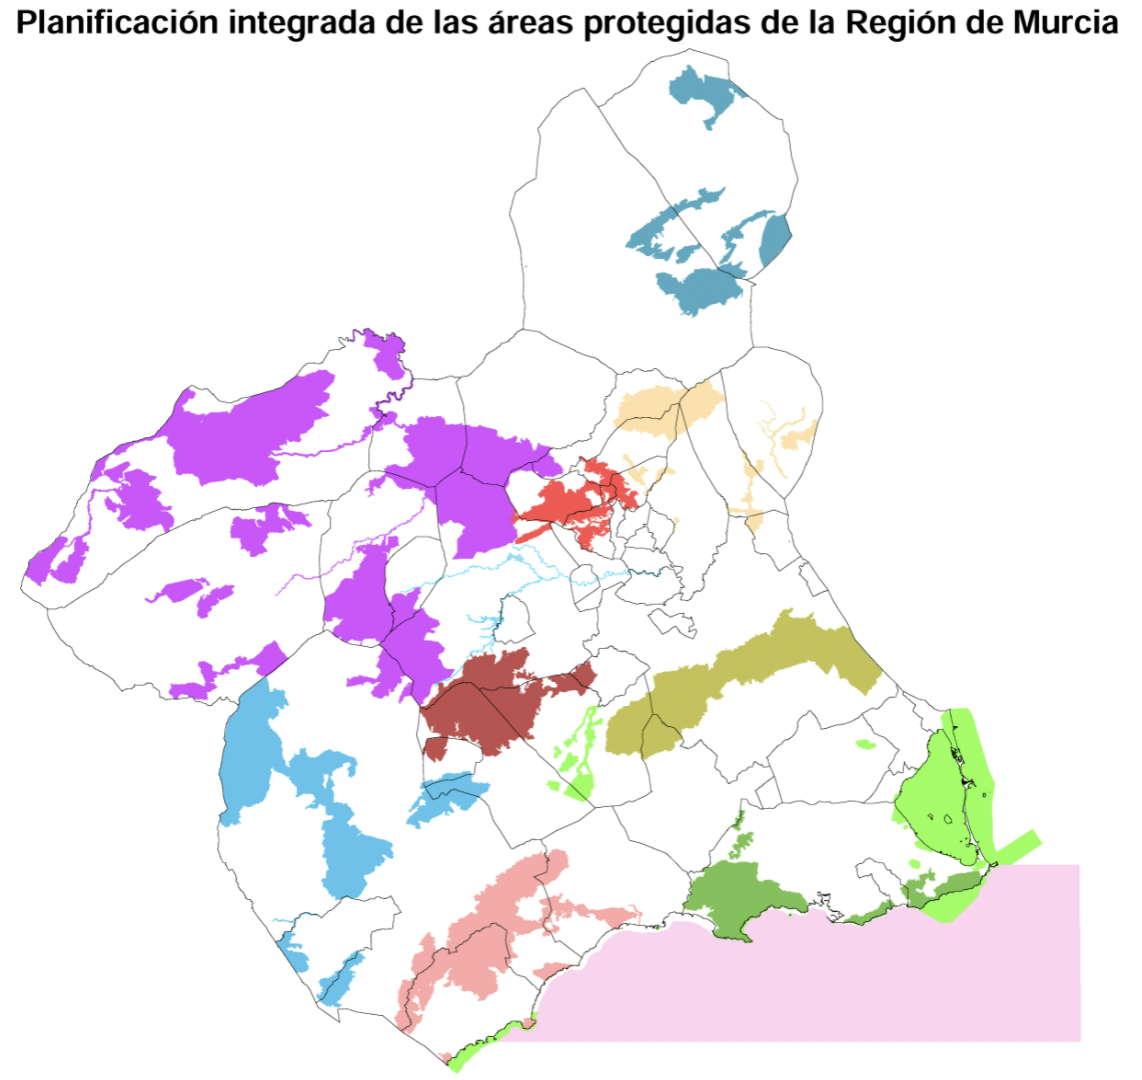 Planificación integrada de las áreas protegidas de la Región de Murcia